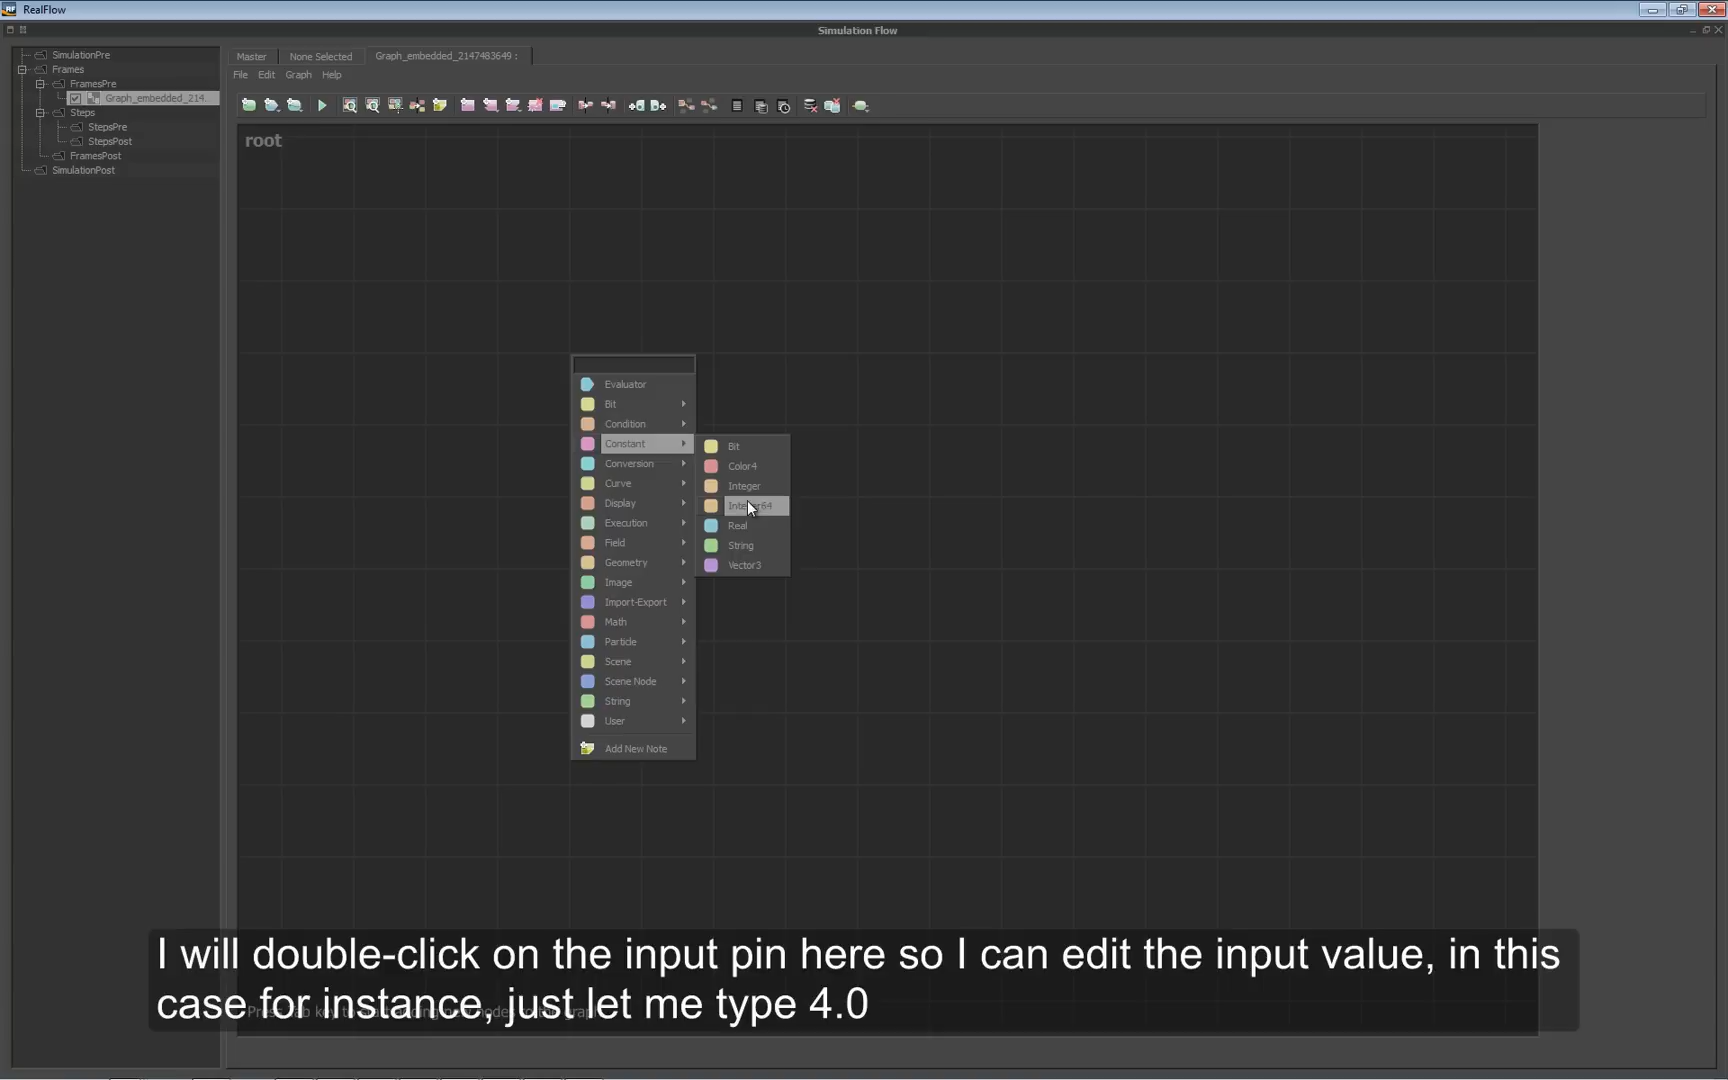 RealFlow
Simulation Flow
SimulationPre
Frames
FramesPre
Graph_embedded_214...
Steps
StepsPre
StepsPost
FramesPost
SimulationPost
Master
None Selected
Graph_embedded_2147483649 :
File Edit Graph Help
root
Evaluator
Bit
Condition
Constant
Conversion
Curve
Display
Execution
Field
Geometry
Image
Import-Export
Math
Particle
Scene
Scene Node
String
User
Add New Note
Bit
Color4
Integer
Integer64
Real
String
Vector3
I will double-click on the input pin here so I can edit the input value, in this
case for instance, just let me type 4.0